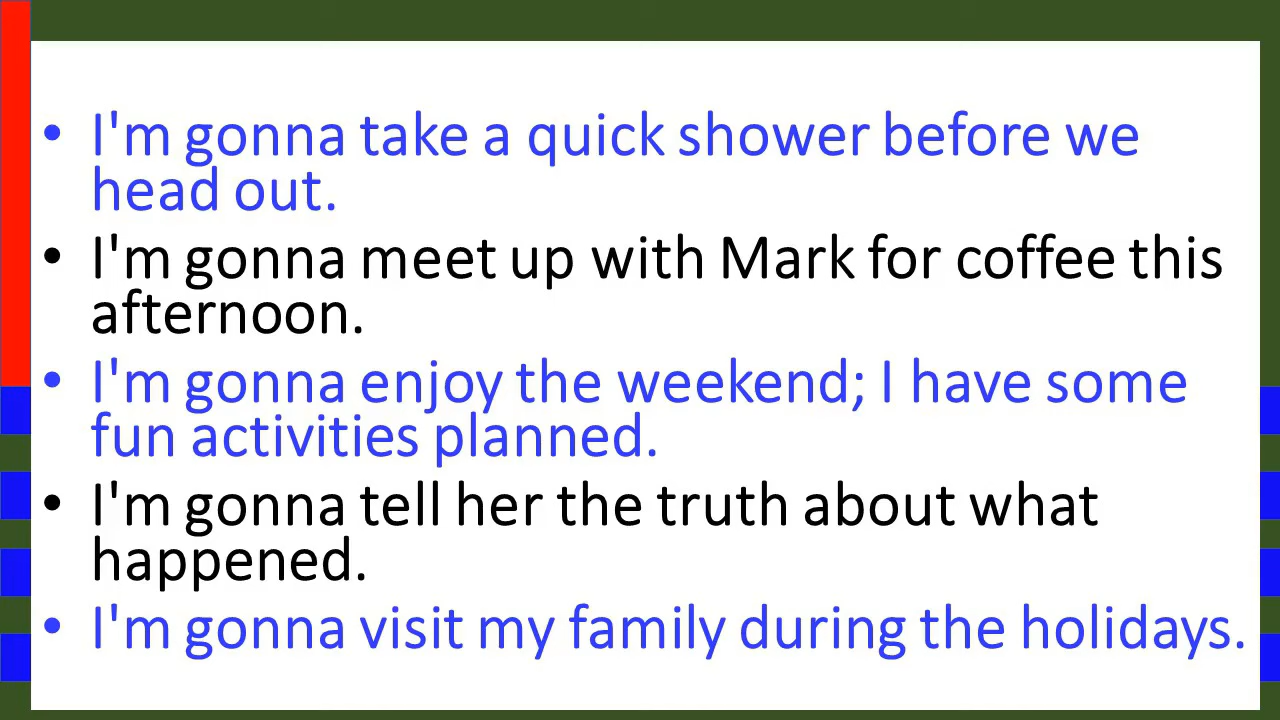 • I'm gonna take a quick shower before we
head out.
• I'm gonna meet up with Mark for coffee this
afternoon.
• I'm gonna enjoy the weekend; I have some
fun activities planned.
• I'm gonna tell her the truth about what
happened.
• I'm gonna visit my family during the holidays.